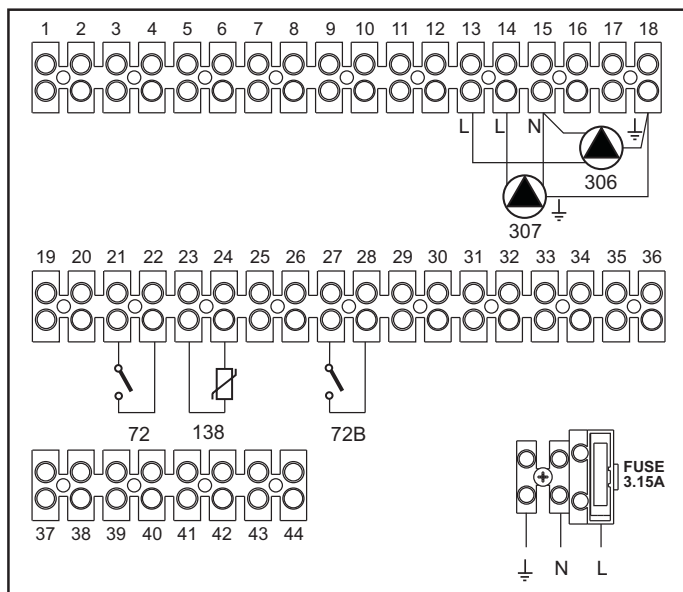 1 2 3 4 5 6 7 8 9 10 11 12 13 14 15 16 17 18
L L N
306
307
19 20 21 22 23 24 25 26 27 28 29 30 31 32 33 34 35 36
72 138 72B
FUSE
3.15A
37 38 39 40 41 42 43 44
N L